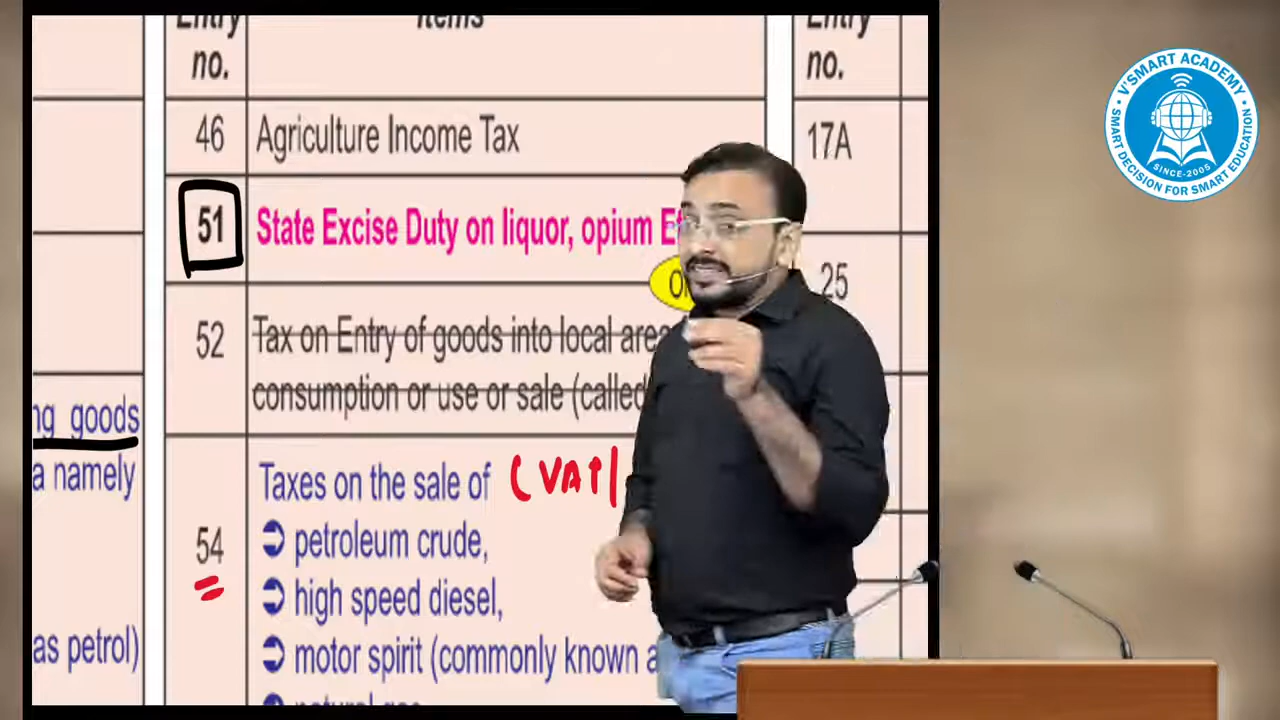 Entry
Items
Entry
no.
no.
46
Agriculture Income Tax
17A
51
State Excise Duty on liquor, opium
25
52
Tax on Entry of goods into local area
consumption or use or sale (called
ng goods
a namely
as petrol)
Taxes on the sale of
(VAT)
54
petroleum crude,
high speed diesel,
motor spirit (commonly known
natural gas
V'SMART ACADEMY
SINCE-2005
SMART DECISION FOR SMART EDUCATION